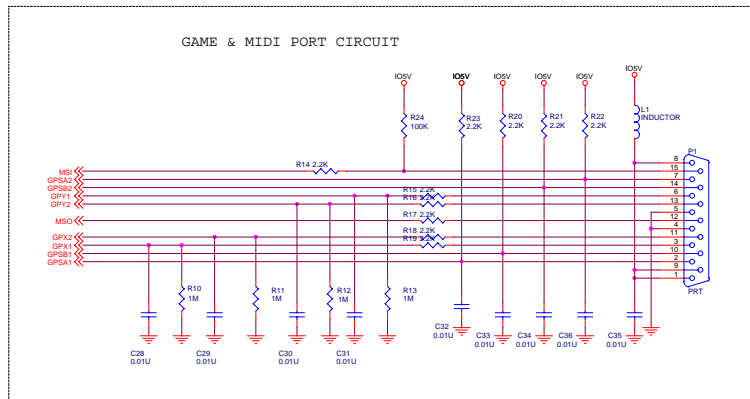 GAME & MIDI PORT CIRCUIT
IO5V IO5V IO5V IO5V IO5V IO5V
R24
100K
R23
2.2K
R20
2.2K
R21
2.2K
R22
2.2K
L1
INDUCTOR
P1
R14 2.2K
MSI
GPSA2
GPSB2
GPY1
GPY2
MSO
GPX2
GPX1
GPSB1
GPSA1
R15 2.2K
R16 2.2K
R17 2.2K
R18 2.2K
R19 2.2K
8
15
7
14
6
13
5
12
4
11
3
10
2
9
1
PRT
R10
1M
R11
1M
R12
1M
R13
1M
C28
0.01U
C29
0.01U
C30
0.01U
C31
0.01U
C32
0.01U
C33
0.01U
C34
0.01U
C36
0.01U
C35
0.01U